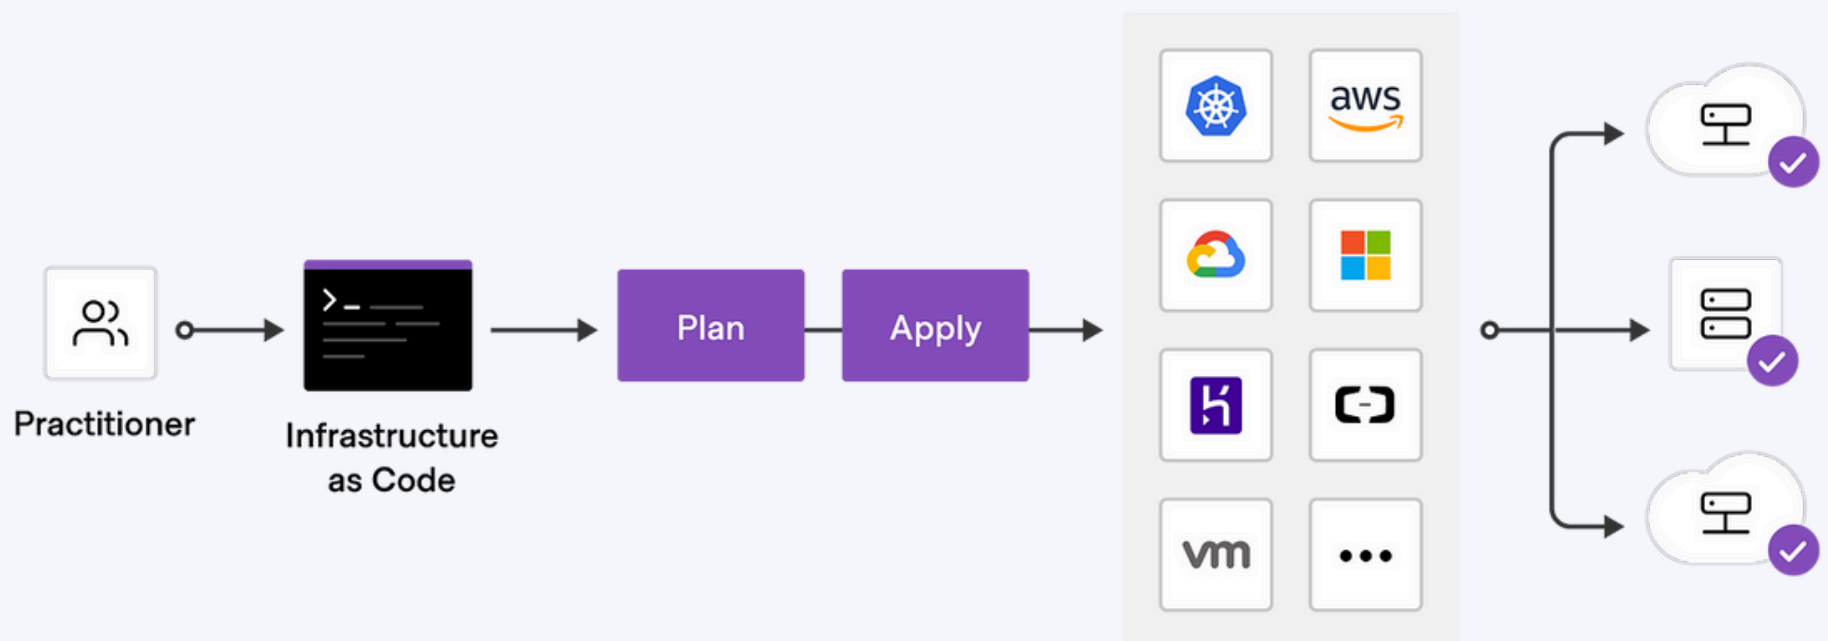 Practitioner
Infrastructure
as Code
Plan
Apply
aws
vm